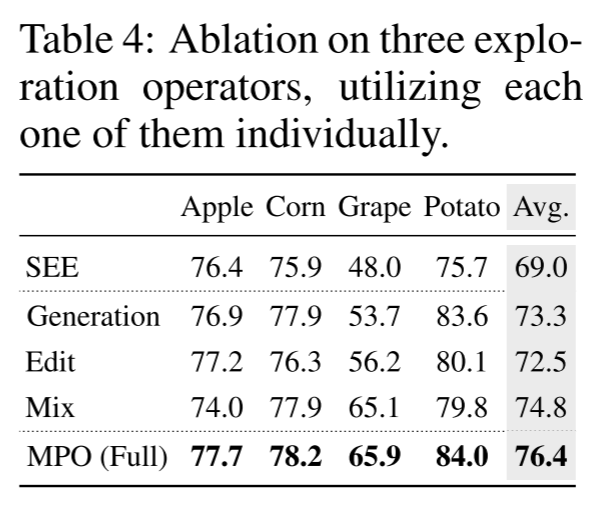 Table 4: Ablation on three explo-
ration operators, utilizing each
one of them individually.
Apple Corn Grape Potato Avg.
SEE 76.4 75.9 48.0 75.7 69.0
Generation 76.9 77.9 53.7 83.6 73.3
Edit 77.2 76.3 56.2 80.1 72.5
Mix 74.0 77.9 65.1 79.8 74.8
MPO (Full) 77.7 78.2 65.9 84.0 76.4